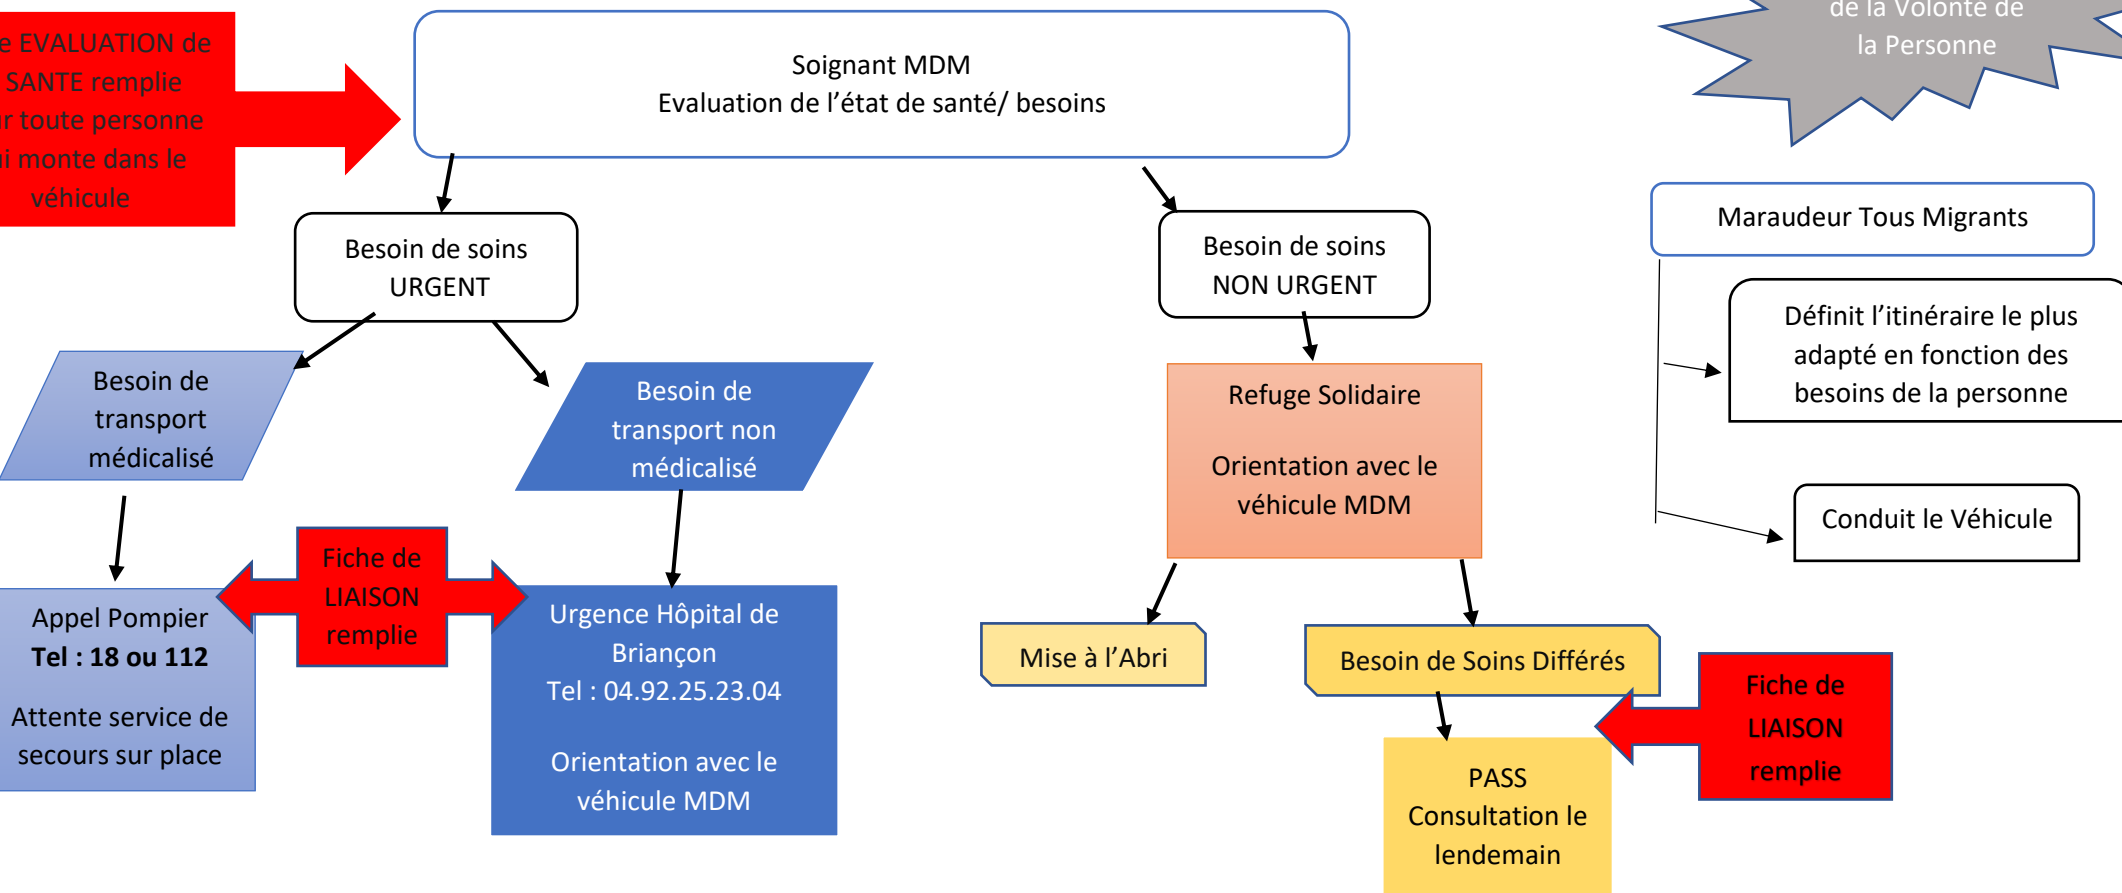 EVALUATION de
SANTE remplie
toute personne
monte dans le
véhicule
Soignant MDM
Evaluation de l’état de santé/ besoins
de la Volonté de
la Personne
Besoin de soins
URGENT
Besoin de soins
NON URGENT
Maraudeur Tous Migrants
Définit l’itinéraire le plus
adapté en fonction des
besoins de la personne
Conduit le Véhicule
Besoin de
transport
médicalisé
Besoin de
transport non
médicalisé
Refuge Solidaire
Orientation avec le
véhicule MDM
Appel Pompier
Tel : 18 ou 112
Attente service de
secours sur place
Fiche de
LIAISON
remplie
Urgence Hôpital de
Briançon
Tel : 04.92.25.23.04
Orientation avec le
véhicule MDM
Mise à l’Abri
Besoin de Soins Différés
PASS
Consultation le
lendemain
Fiche de
LIAISON
remplie